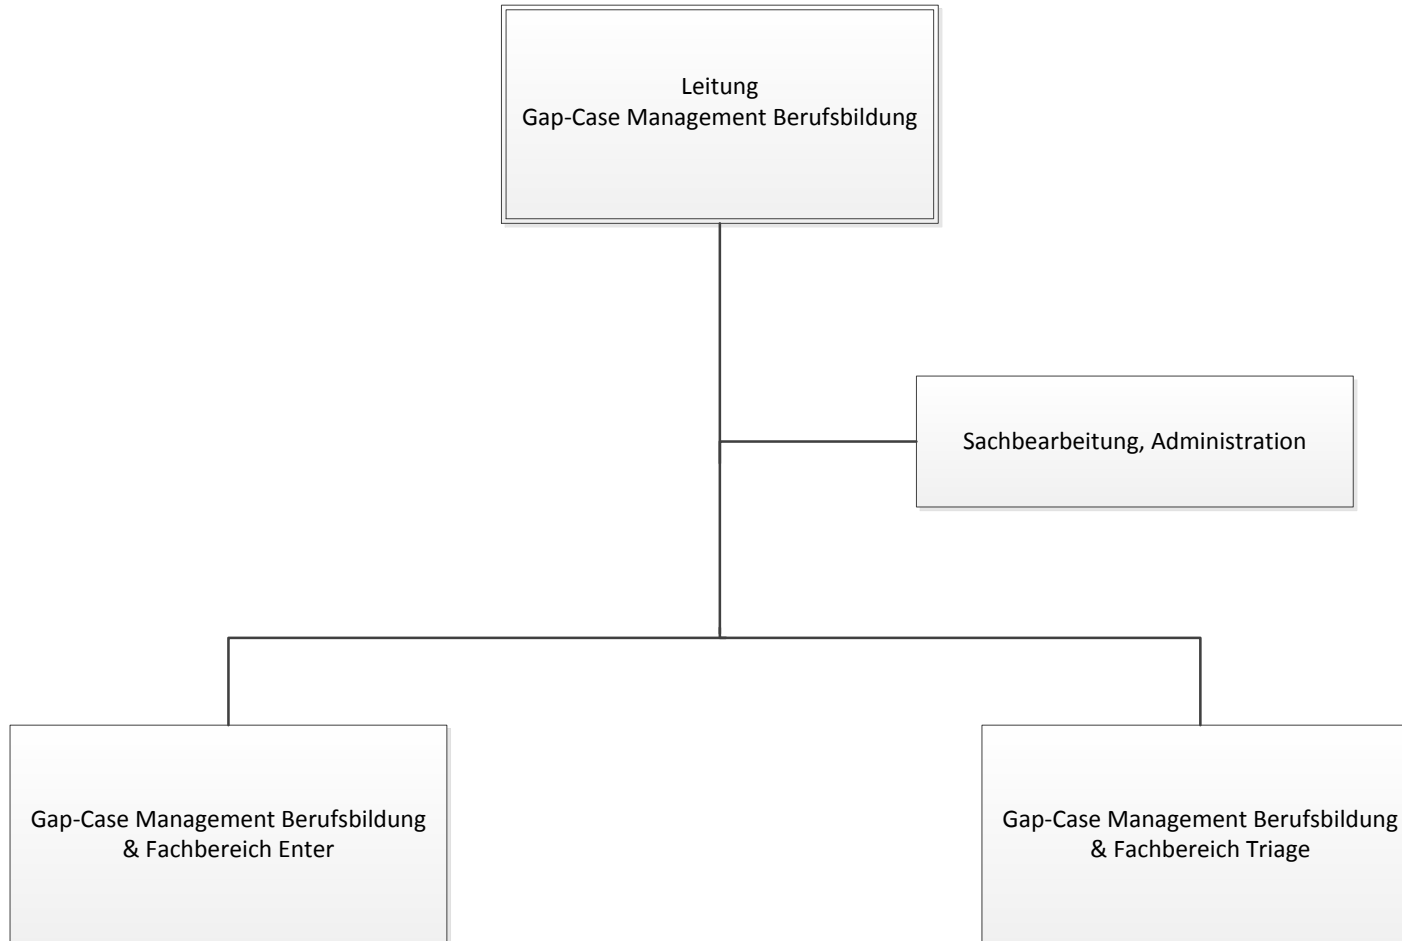 Leitung
Gap-Case Management Berufsbildung
Sachbearbeitung, Administration
Gap-Case Management Berufsbildung
& Fachbereich Enter
Gap-Case Management Berufsbildung
& Fachbereich Triage